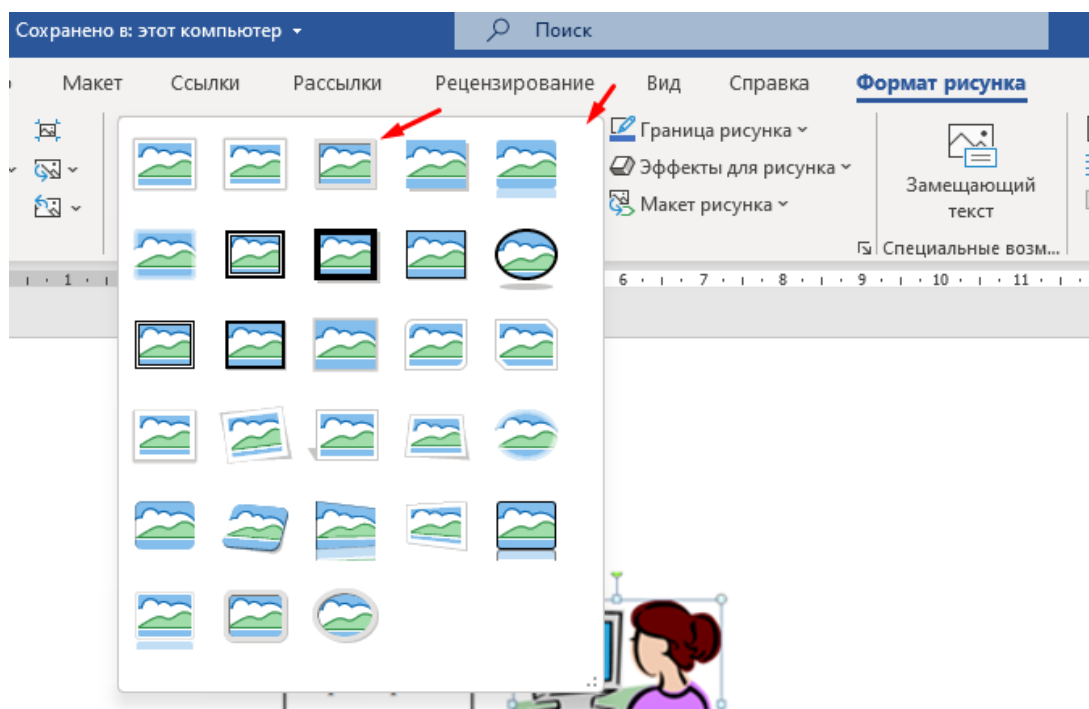 Сохранено в: этот компьютер
Поиск
Макет Ссылки Рассылки Рецензирование Вид Справка Формат рисунка
Граница рисунка
Эффекты для рисунка
Макет рисунка
Замещающий
текст
Специальные возм...
1 6 7 8 9 10 11